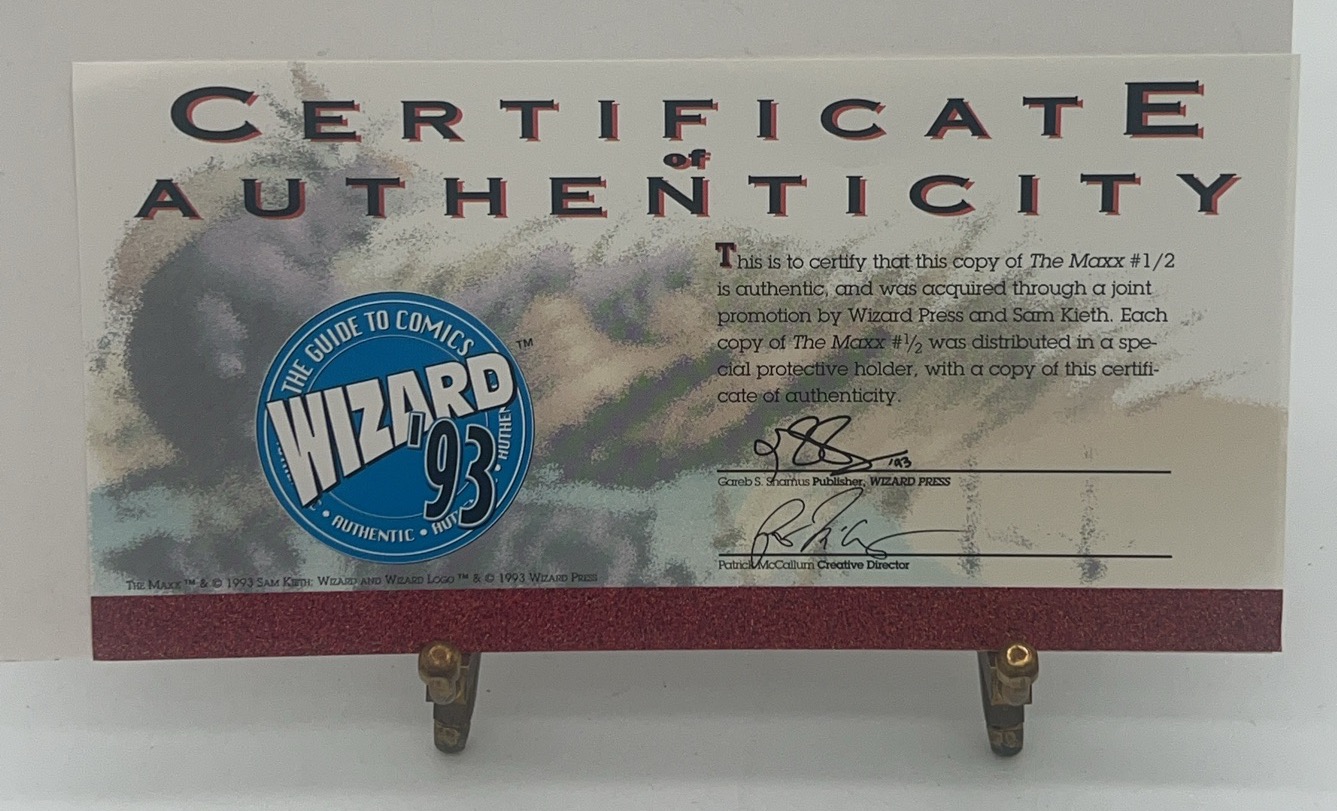 CERTIFICATE
of
AUTHENTICITY
This is to certify that this copy of The Maxx #1/2
is authentic, and was acquired through a joint
promotion by Wizard Press and Sam Kieth. Each
copy of The Maxx #1/2 was distributed in a spe-
cial protective holder, with a copy of this certifi-
cate of authenticity.
THE GUIDE TO COMICS
WIZARD ™
'93
• AUTHENTIC •
'93
Gareb S. Shamus Publisher, WIZARD PRESS
Patrick McCallum Creative Director
The Maxx ™ & © 1993 Sam Kieth; Wizard and Wizard Logo ™ & © 1993 Wizard Press